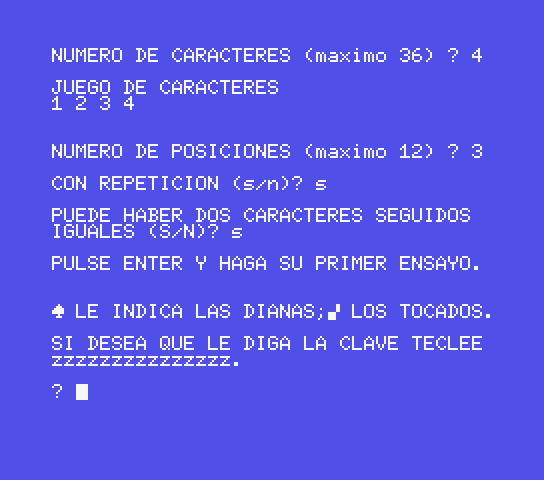 NUMERO DE CARACTERES (maximo 36) ? 4
JUEGO DE CARACTERES
1 2 3 4
NUMERO DE POSICIONES (maximo 12) ? 3
CON REPETICION (s/n)? s
PUEDE HABER DOS CARACTERES SEGUIDOS
IGUALES (S/N)? s
PULSE ENTER Y HAGA SU PRIMER ENSAYO.
♠ LE INDICA LAS DIANAS;▞ LOS TOCADOS.
SI DESEA QUE LE DIGA LA CLAVE TECLEE
zzzzzzzzzzzzzzz.
?